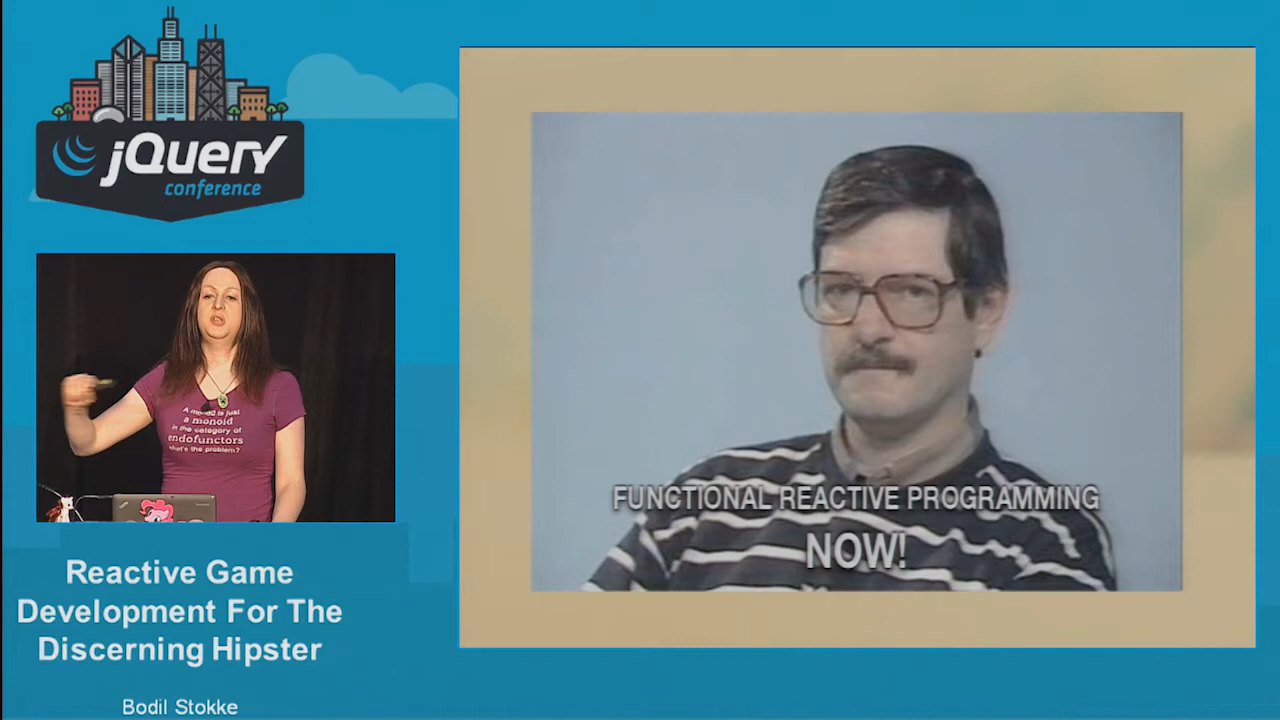 jQuery
conference
A monad is just
a monoid
in the category of
endofunctors
what's the problem?
FUNCTIONAL REACTIVE PROGRAMMING
NOW!
Reactive Game
Development For The
Discerning Hipster
Bodil Stokke